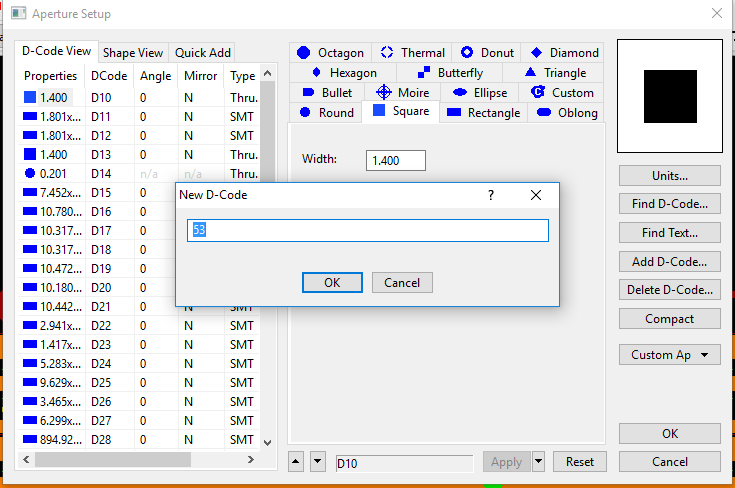 Aperture Setup
D-Code View Shape View Quick Add
Properties DCode Angle Mirror Type
1.400 D10 0 N Thru.
1.801x... D11 0 N SMT
1.801x... D12 0 N SMT
1.400 D13 0 N Thru.
0.201 D14 n/a n/a Thru.
7.452x... D15
10.780... D16
10.317... D17
10.317... D18
10.472... D19
10.180... D20
10.442... D21 0 N SMT
2.941x... D22 0 N SMT
1.417x... D23 0 N SMT
5.283x... D24 0 N SMT
9.629x... D25 0 N SMT
3.465x... D26 0 N SMT
6.299x... D27 0 N SMT
894.92... D28 0 N SMT
Octagon Thermal Donut Diamond
Hexagon Butterfly Triangle
Bullet Moire Ellipse Custom
Round Square Rectangle Oblong
Width: 1.400
New D-Code ?
53
OK Cancel
D10 Apply Reset
Units...
Find D-Code...
Find Text...
Add D-Code...
Delete D-Code...
Compact
Custom Ap
OK
Cancel